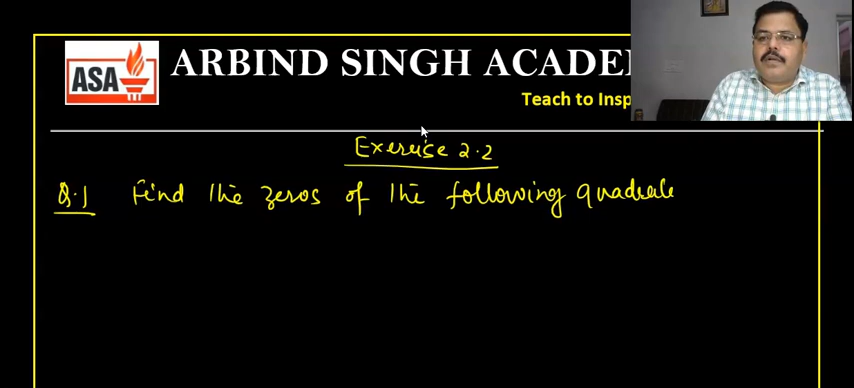 ASA
ARBIND SINGH ACADE
Teach to Insp
Exercise 2.2
Q.1 Find the zeros of the following quadrate